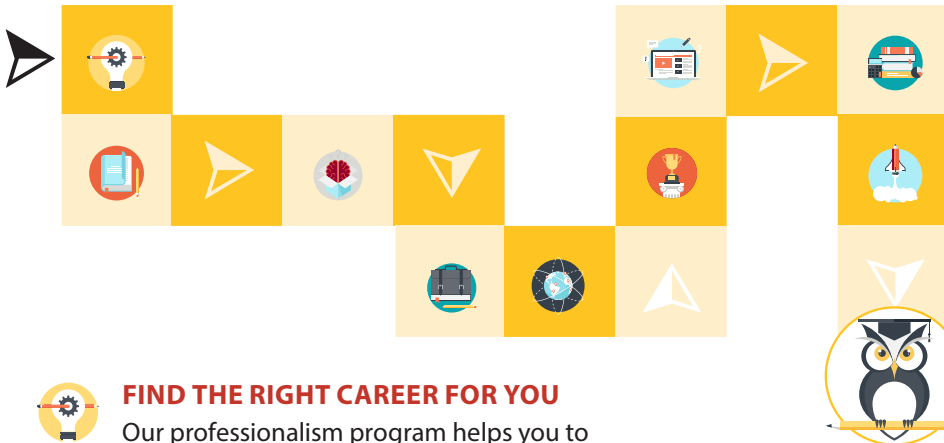 FIND THE RIGHT CAREER FOR YOU
Our professionalism program helps you to